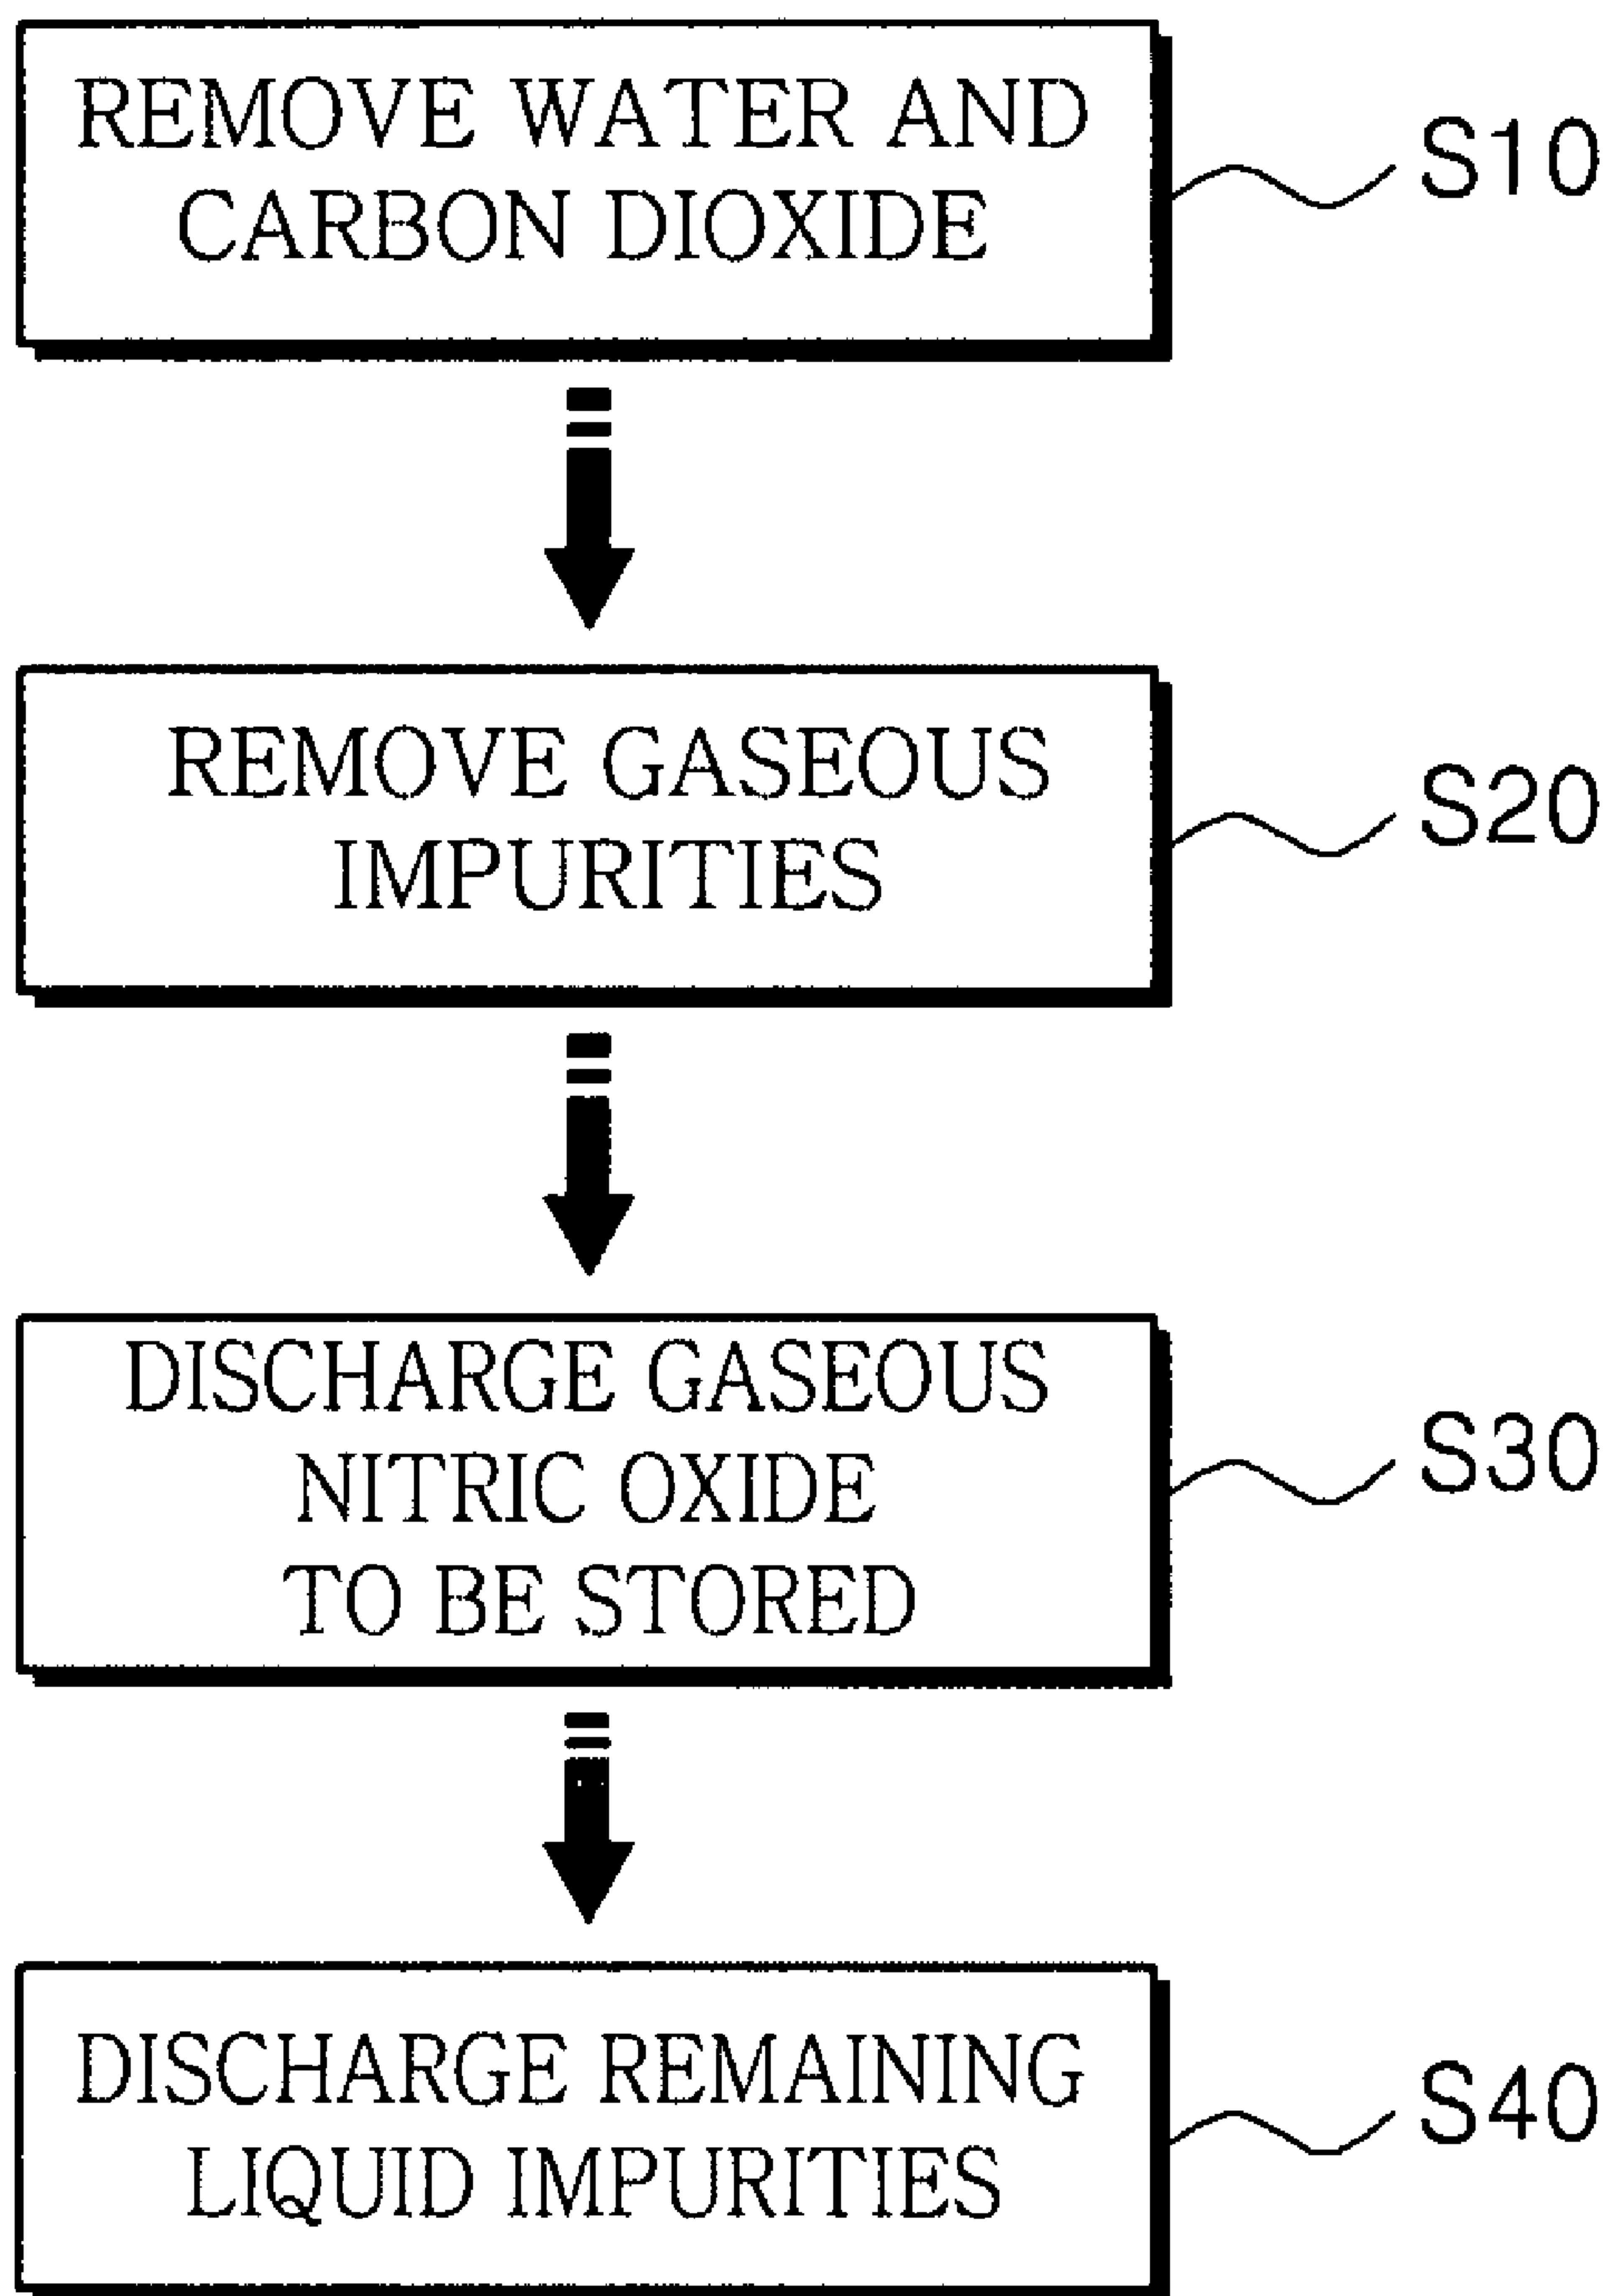 REMOVE WATER AND
CARBON DIOXIDE
S10
REMOVE GASEOUS
IMPURITIES
S20
DISCHARGE GASEOUS
NITRIC OXIDE
TO BE STORED
S30
DISCHARGE REMAINING
LIQUID IMPURITIES
S40